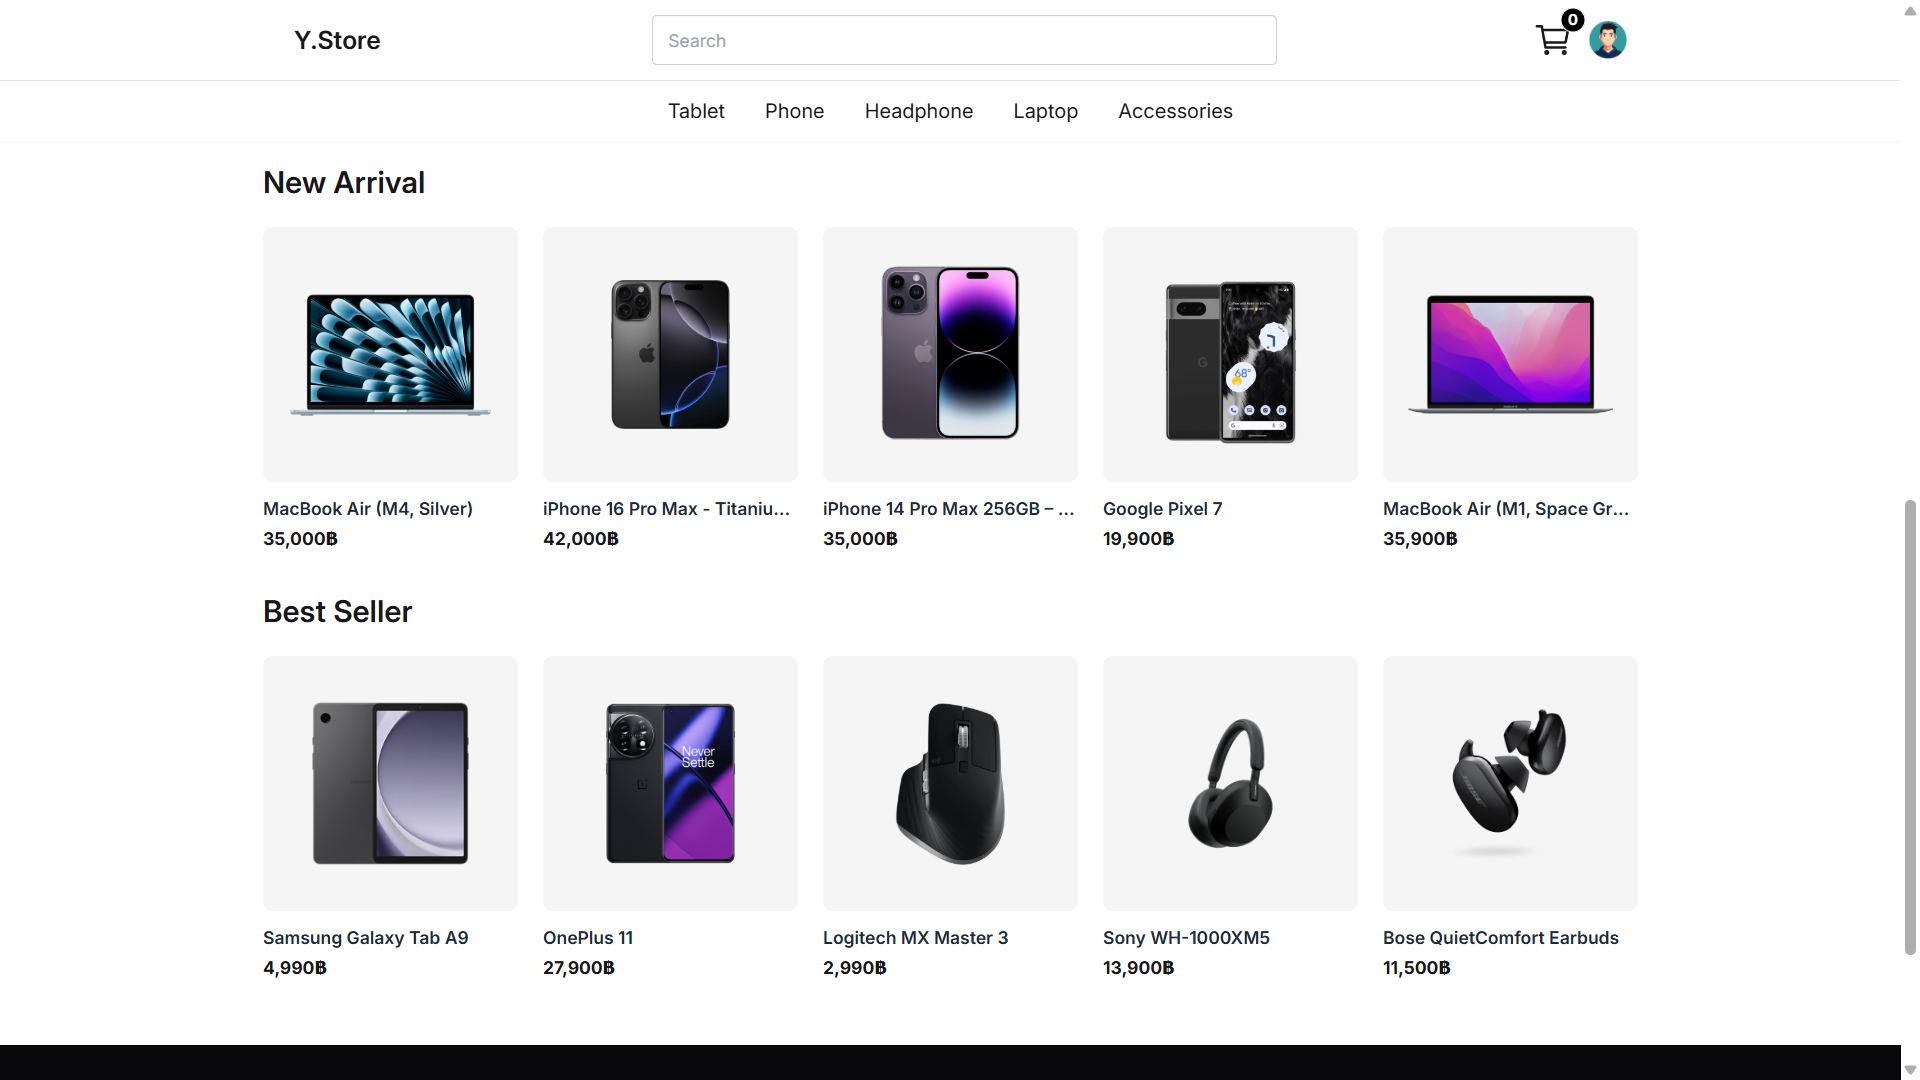 Y.Store
Search
0
Tablet
Phone
Headphone
Laptop
Accessories
New Arrival
68°
MacBook Air (M4, Silver)
35,000฿
iPhone 16 Pro Max - Titaniu...
42,000฿
iPhone 14 Pro Max 256GB – ...
35,000฿
Google Pixel 7
19,900฿
MacBook Air (M1, Space Gr...
35,900฿
Best Seller
Never
Settle
BOSE
Samsung Galaxy Tab A9
4,990฿
OnePlus 11
27,900฿
Logitech MX Master 3
2,990฿
Sony WH-1000XM5
13,900฿
Bose QuietComfort Earbuds
11,500฿